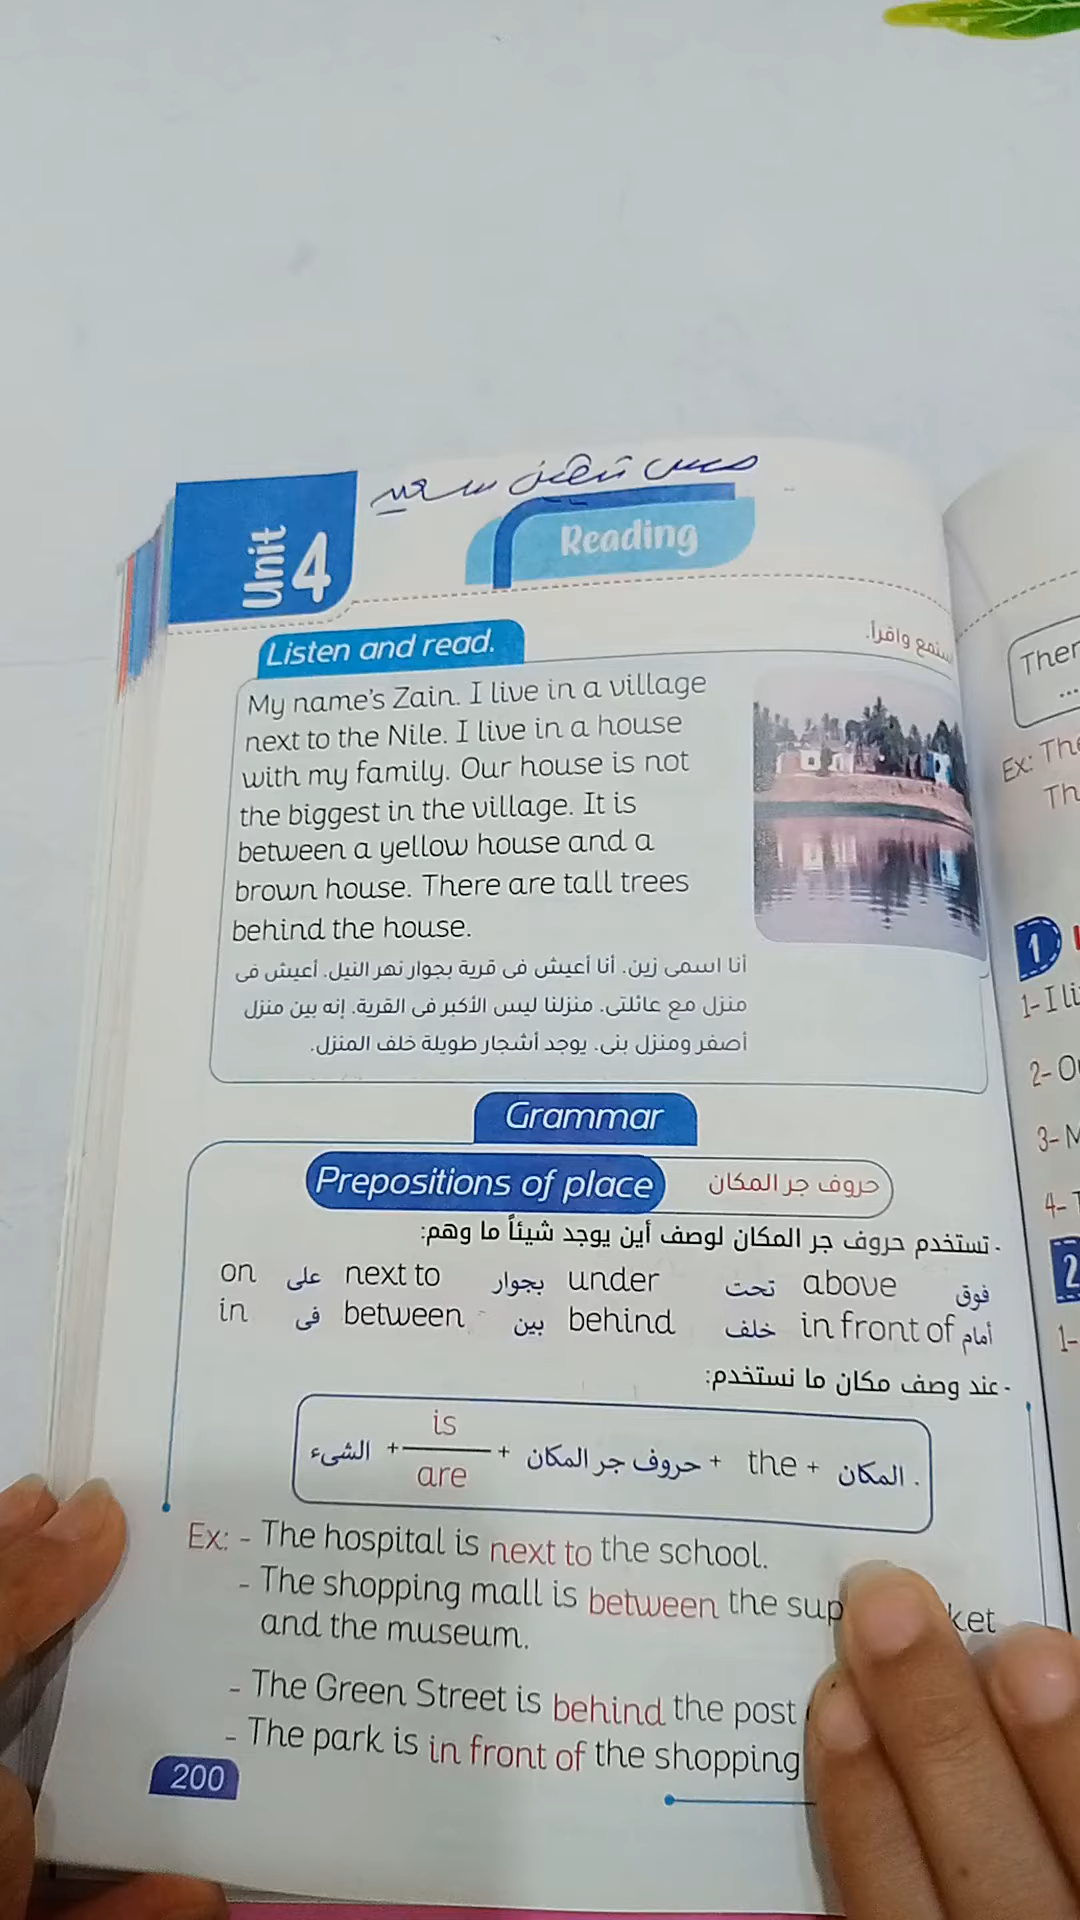 ميس نيفين سعيد
Unit 4
Reading
Listen and read.
استمع واقرأ.
My name's Zain. I live in a village
next to the Nile. I live in a house
with my family. Our house is not
the biggest in the village. It is
between a yellow house and a
brown house. There are tall trees
behind the house.
أنا اسمى زين. أنا أعيش فى قرية بجوار نهر النيل. أعيش فى
منزل مع عائلتى. منزلنا ليس الأكبر فى القرية. إنه بين منزل
أصفر ومنزل بنى. يوجد أشجار طويلة خلف المنزل.
Grammar
Prepositions of place حروف جر المكان
- تستخدم حروف جر المكان لوصف أين يوجد شيئاً ما وهم:
on على next to بجوار under تحت above فوق
in فى between بين behind خلف in front of أمام
- عند وصف مكان ما نستخدم:
الشىء + is / are + حروف جر المكان + the + المكان .
Ex: - The hospital is next to the school.
- The shopping mall is between the sup ket
and the museum.
- The Green Street is behind the post
- The park is in front of the shopping
200
Ther
...
Ex: The
Th
1
1- I li
2- O
3- M
4- T
2
1-